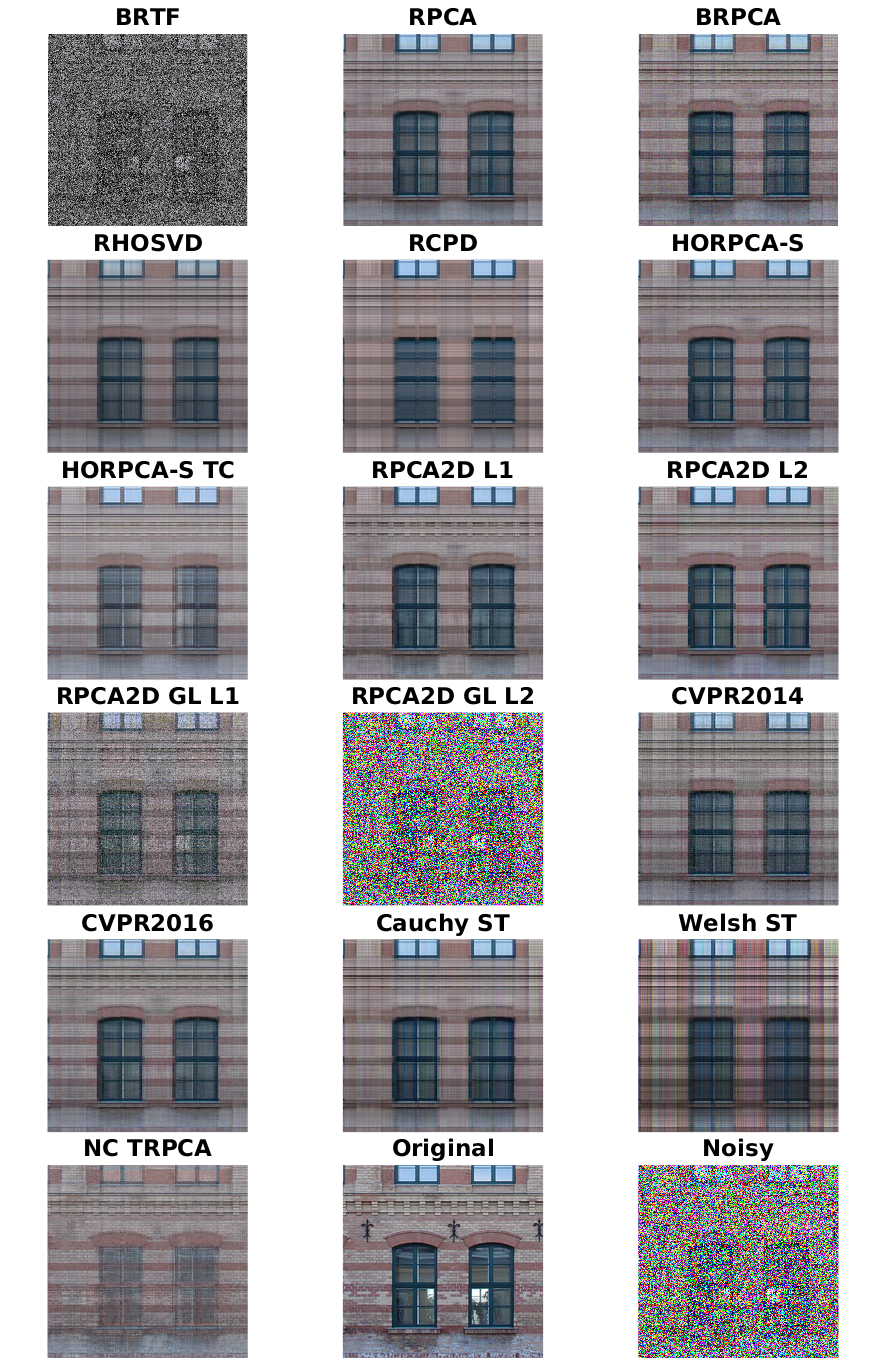 BRTF RPCA BRPCA
RHOSVD RCPD HORPCA-S
HORPCA-S TC RPCA2D L1 RPCA2D L2
RPCA2D GL L1 RPCA2D GL L2 CVPR2014
CVPR2016 Cauchy ST Welsh ST
NC TRPCA Original Noisy